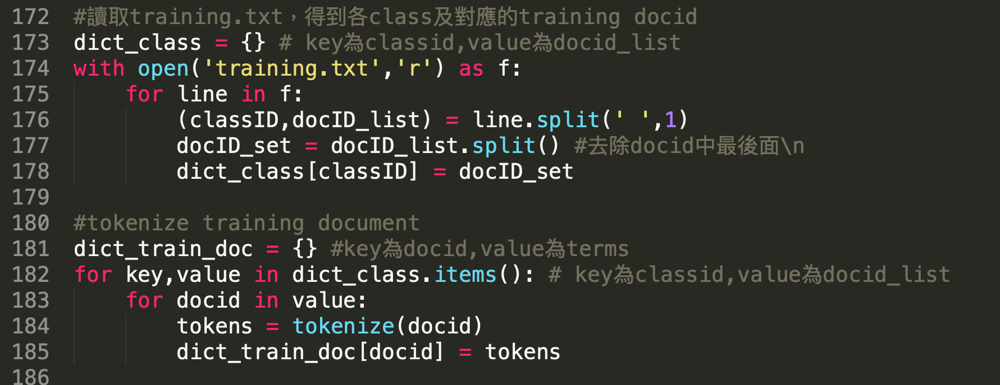 172 #讀取training.txt，得到各class及對應的training docid
173 dict_class = {} # key為classid,value為docid_list
174 with open('training.txt','r') as f:
175     for line in f:
176         (classID,docID_list) = line.split(' ',1)
177         docID_set = docID_list.split() #去除docid中最後面\n
178         dict_class[classID] = docID_set
179
180 #tokenize training document
181 dict_train_doc = {} #key為docid,value為terms
182 for key,value in dict_class.items(): # key為classid,value為docid_list
183     for docid in value:
184         tokens = tokenize(docid)
185         dict_train_doc[docid] = tokens
186